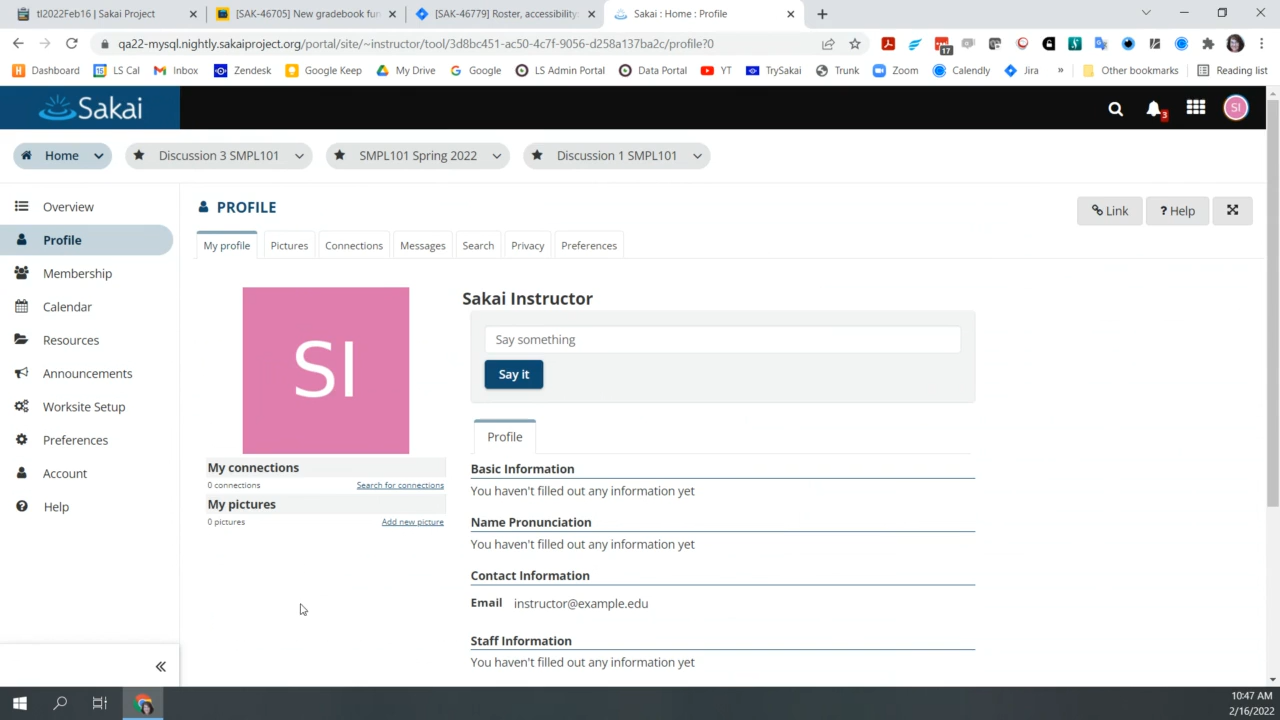 tl2022Feb16 | Sakai Project
[SAK-46705] New gradebook fun
[SAK-46779] Roster, accessibility:
Sakai : Home : Profile
qa22-mysql.nightly.sakaiproject.org/portal/site/~instructor/tool/3d8bc451-ac50-4c7f-9056-d258a137ba2c/profile?0
17
Dashboard LS Cal Inbox Zendesk Google Keep My Drive Google LS Admin Portal Data Portal YT TrySakai Trunk Zoom Calendly Jira » Other bookmarks Reading list
Sakai
3
SI
Home Discussion 3 SMPL101 SMPL101 Spring 2022 Discussion 1 SMPL101
Overview
Profile
Membership
Calendar
Resources
Announcements
Worksite Setup
Preferences
Account
Help
PROFILE
Link ? Help
My profile Pictures Connections Messages Search Privacy Preferences
SI
My connections
0 connections Search for connections
My pictures
0 pictures Add new picture
Sakai Instructor
Say something
Say it
Profile
Basic Information
You haven't filled out any information yet
Name Pronunciation
You haven't filled out any information yet
Contact Information
Email instructor@example.edu
Staff Information
You haven't filled out any information yet
10:47 AM
2/16/2022